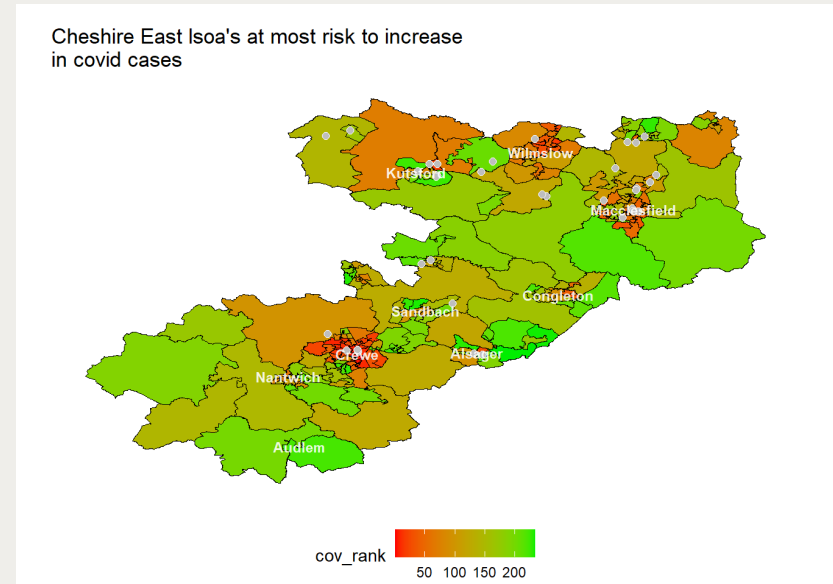 Cheshire East lsoa's at most risk to increase
in covid cases
Wilmslow
Kutsford
Macclesfield
Congleton
Sandbach
Crewe
Alsager
Nantwich
Audlem
cov_rank
50 100 150 200